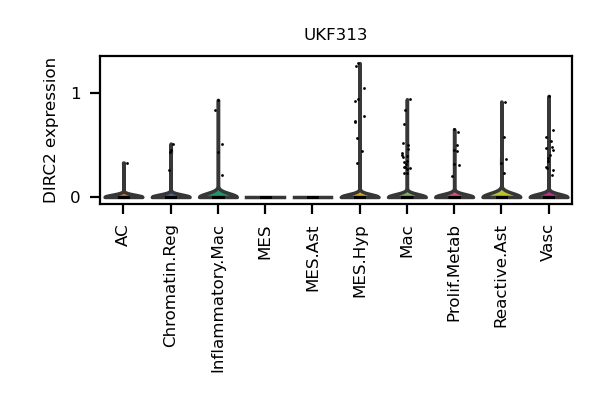 UKF313
DIRC2 expression
1
0
AC
Chromatin.Reg
Inflammatory.Mac
MES
MES.Ast
MES.Hyp
Mac
Prolif.Metab
Reactive.Ast
Vasc